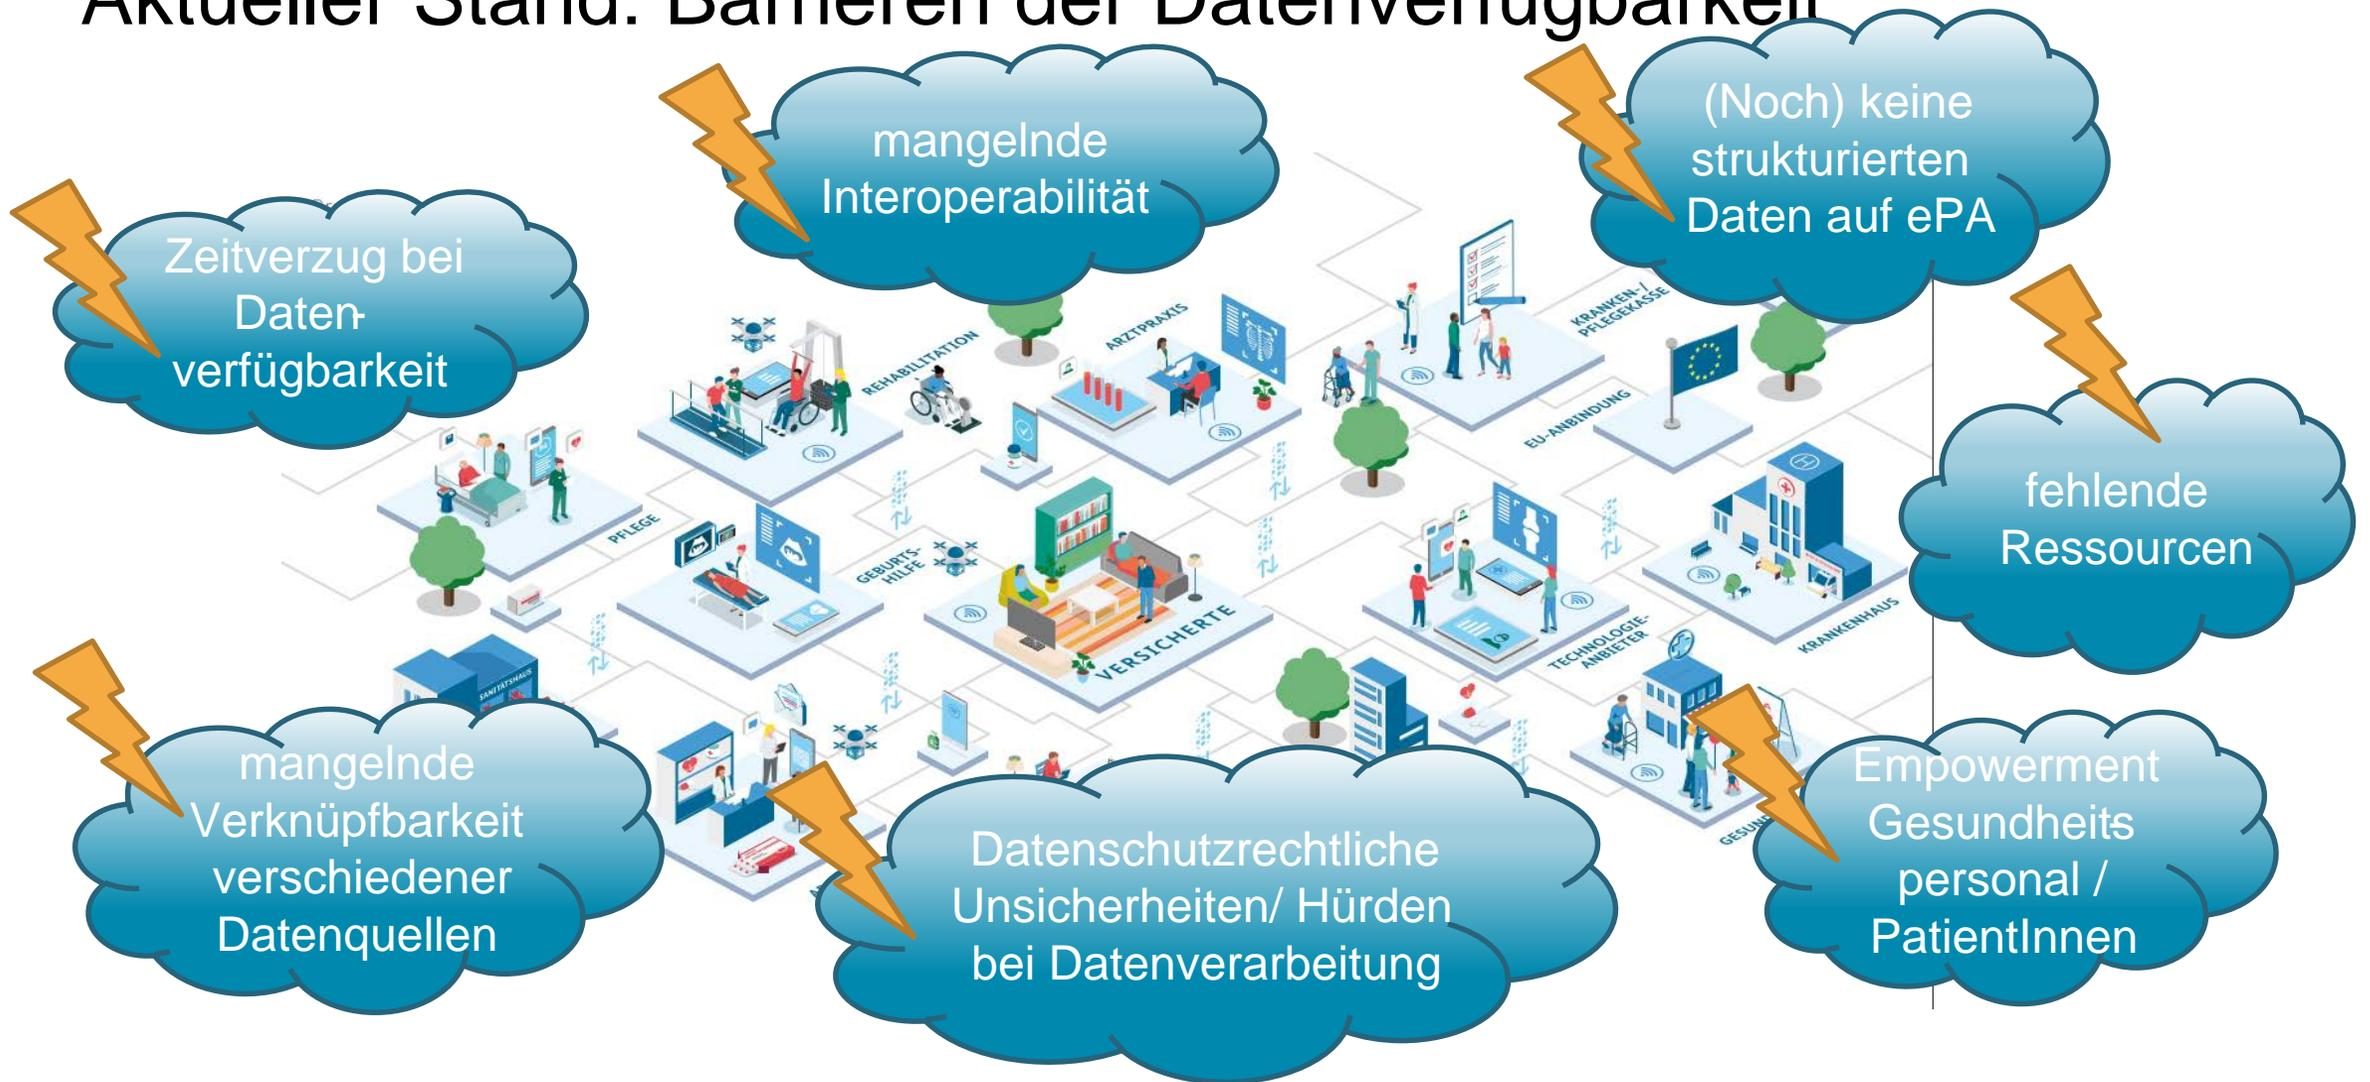 Aktueller Stand: Barrieren der Datenverfügbarkeit
mangelnde
Interoperabilität
(Noch) keine
strukturierten
Daten auf ePA
Zeitverzug bei
Daten-
verfügbarkeit
fehlende
Ressourcen
mangelnde
Verknüpfbarkeit
verschiedener
Datenquellen
Datenschutzrechtliche
Unsicherheiten/ Hürden
bei Datenverarbeitung
Empowerment
Gesundheits-
personal /
PatientInnen
REHABILITATION
ARZTPRAXIS
KRANKEN-/
PFLEGEKASSE
EU-ANBINDUNG
PFLEGE
GEBURTS-
HILFE
VERSICHERTE
TECHNOLOGIE-
ANBIETER
KRANKENHAUS
SANITÄTSHAUS
GESUN